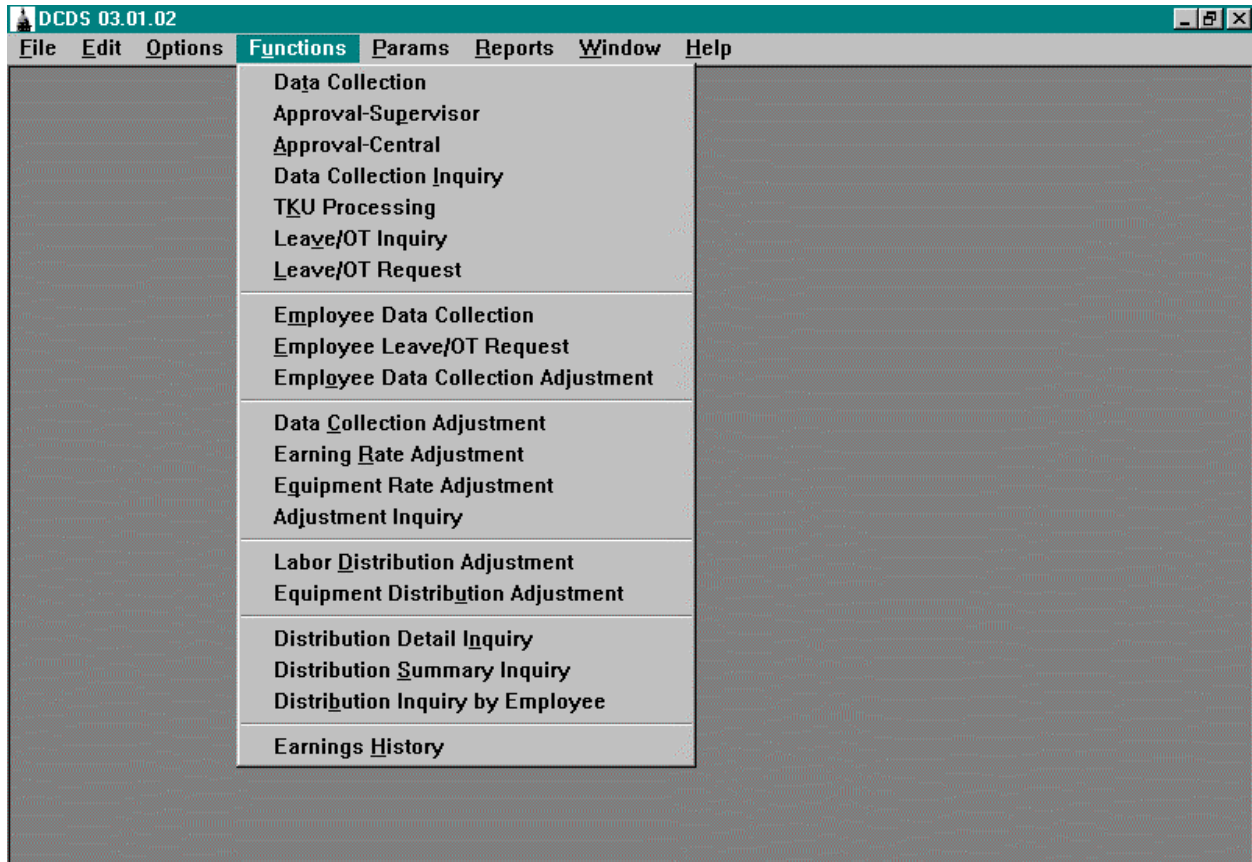 DCDS 03.01.02
File Edit Options Functions Params Reports Window Help
Data Collection
Approval-Supervisor
Approval-Central
Data Collection Inquiry
TKU Processing
Leave/OT Inquiry
Leave/OT Request
Employee Data Collection
Employee Leave/OT Request
Employee Data Collection Adjustment
Data Collection Adjustment
Earning Rate Adjustment
Equipment Rate Adjustment
Adjustment Inquiry
Labor Distribution Adjustment
Equipment Distribution Adjustment
Distribution Detail Inquiry
Distribution Summary Inquiry
Distribution Inquiry by Employee
Earnings History